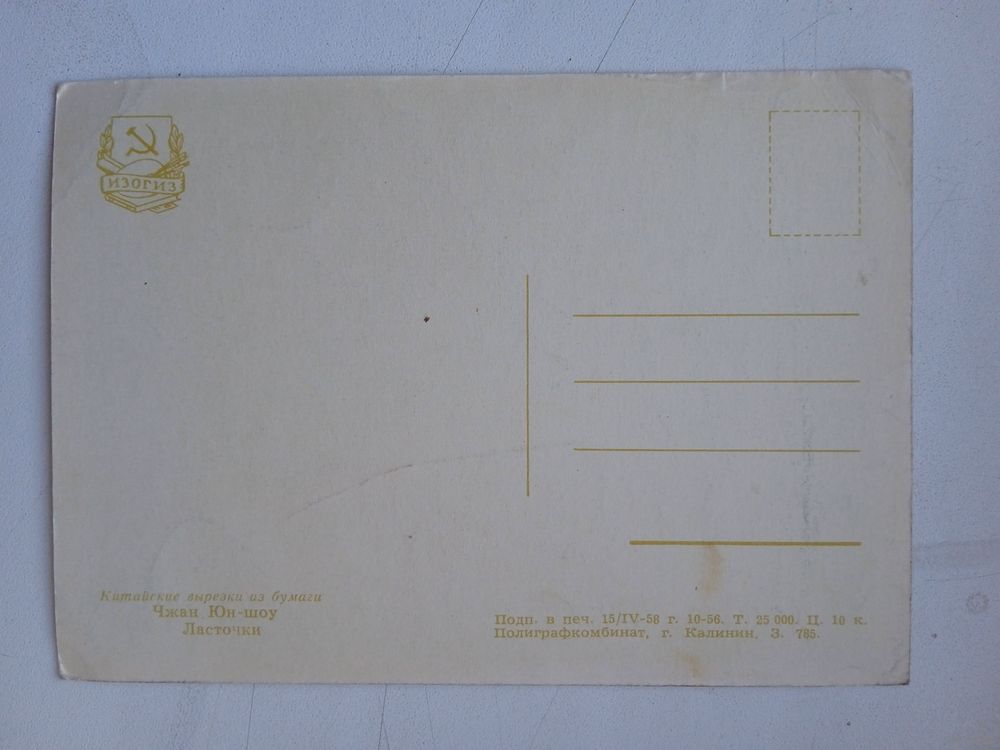 ИЗОГИЗ
Китайские вырезки из бумаги
Чжан Юн-шоу
Ласточки
Подп. в печ. 15/IV-58 г. 10-56. Т. 25 000. Ц. 10 к.
Полиграфкомбинат, г. Калинин. З. 785.